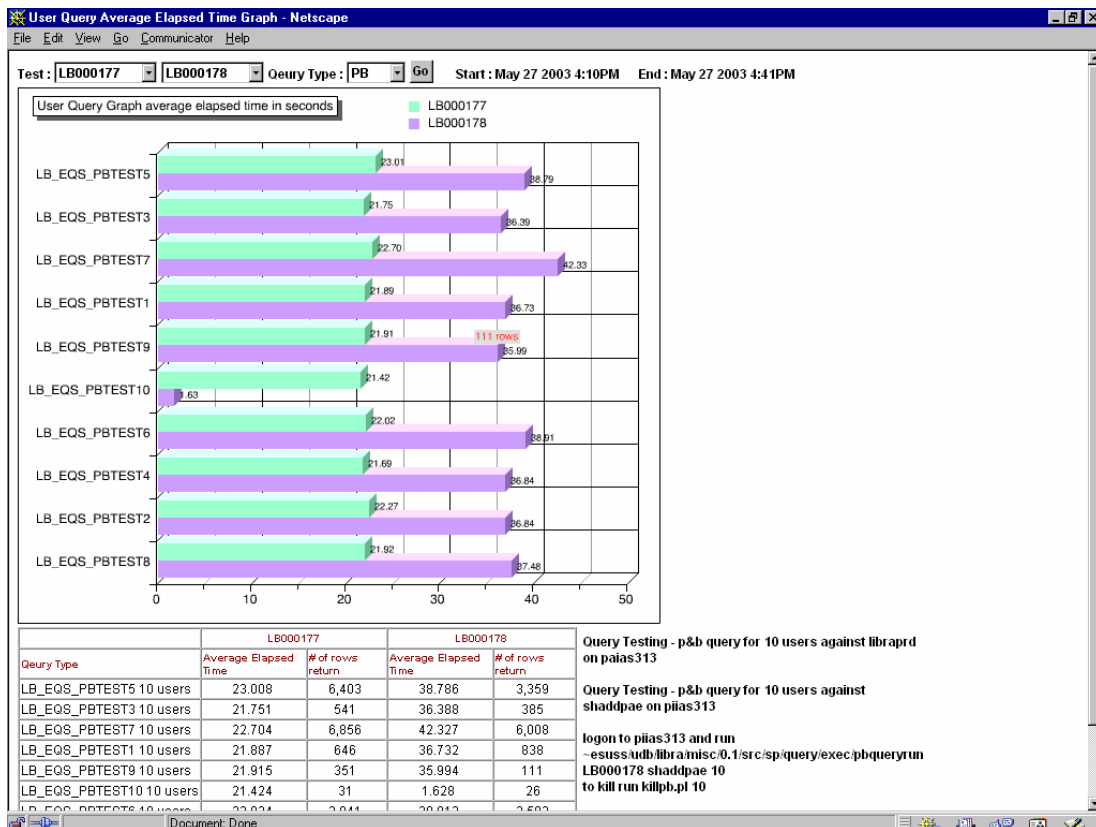 User Query Average Elapsed Time Graph - Netscape
File Edit View Go Communicator Help
Test : LB000177 LB000178 Qeury Type : PB Go Start : May 27 2003 4:10PM End : May 27 2003 4:41PM
User Query Graph average elapsed time in seconds
LB000177
LB000178
LB_EQS_PBTEST5 23.01 38.79
LB_EQS_PBTEST3 21.75 36.39
LB_EQS_PBTEST7 22.70 42.33
LB_EQS_PBTEST1 21.89 36.73
LB_EQS_PBTEST9 21.91 111 rows 35.99
LB_EQS_PBTEST10 21.42 1.63
LB_EQS_PBTEST6 22.02 38.91
LB_EQS_PBTEST4 21.69 36.84
LB_EQS_PBTEST2 22.27 36.84
LB_EQS_PBTEST8 21.92 37.48
0 10 20 30 40 50
LB000177 LB000178
Qeury Type Average Elapsed Time # of rows return Average Elapsed Time # of rows return
LB_EQS_PBTEST5 10 users 23.008 6,403 38.786 3,359
LB_EQS_PBTEST3 10 users 21.751 541 36.388 385
LB_EQS_PBTEST7 10 users 22.704 6,856 42.327 6,008
LB_EQS_PBTEST1 10 users 21.887 646 36.732 838
LB_EQS_PBTEST9 10 users 21.915 351 35.994 111
LB_EQS_PBTEST10 10 users 21.424 31 1.628 26
LB_EQS_PBTEST6 10 users
Query Testing - p&b query for 10 users against libraprd
on paias313
Query Testing - p&b query for 10 users against
shaddpae on piias313
logon to piias313 and run
~esuss/udb/libra/misc/0.1/src/sp/query/exec/pbqueryrun
LB000178 shaddpae 10
to kill run killpb.pl 10
Document: Done